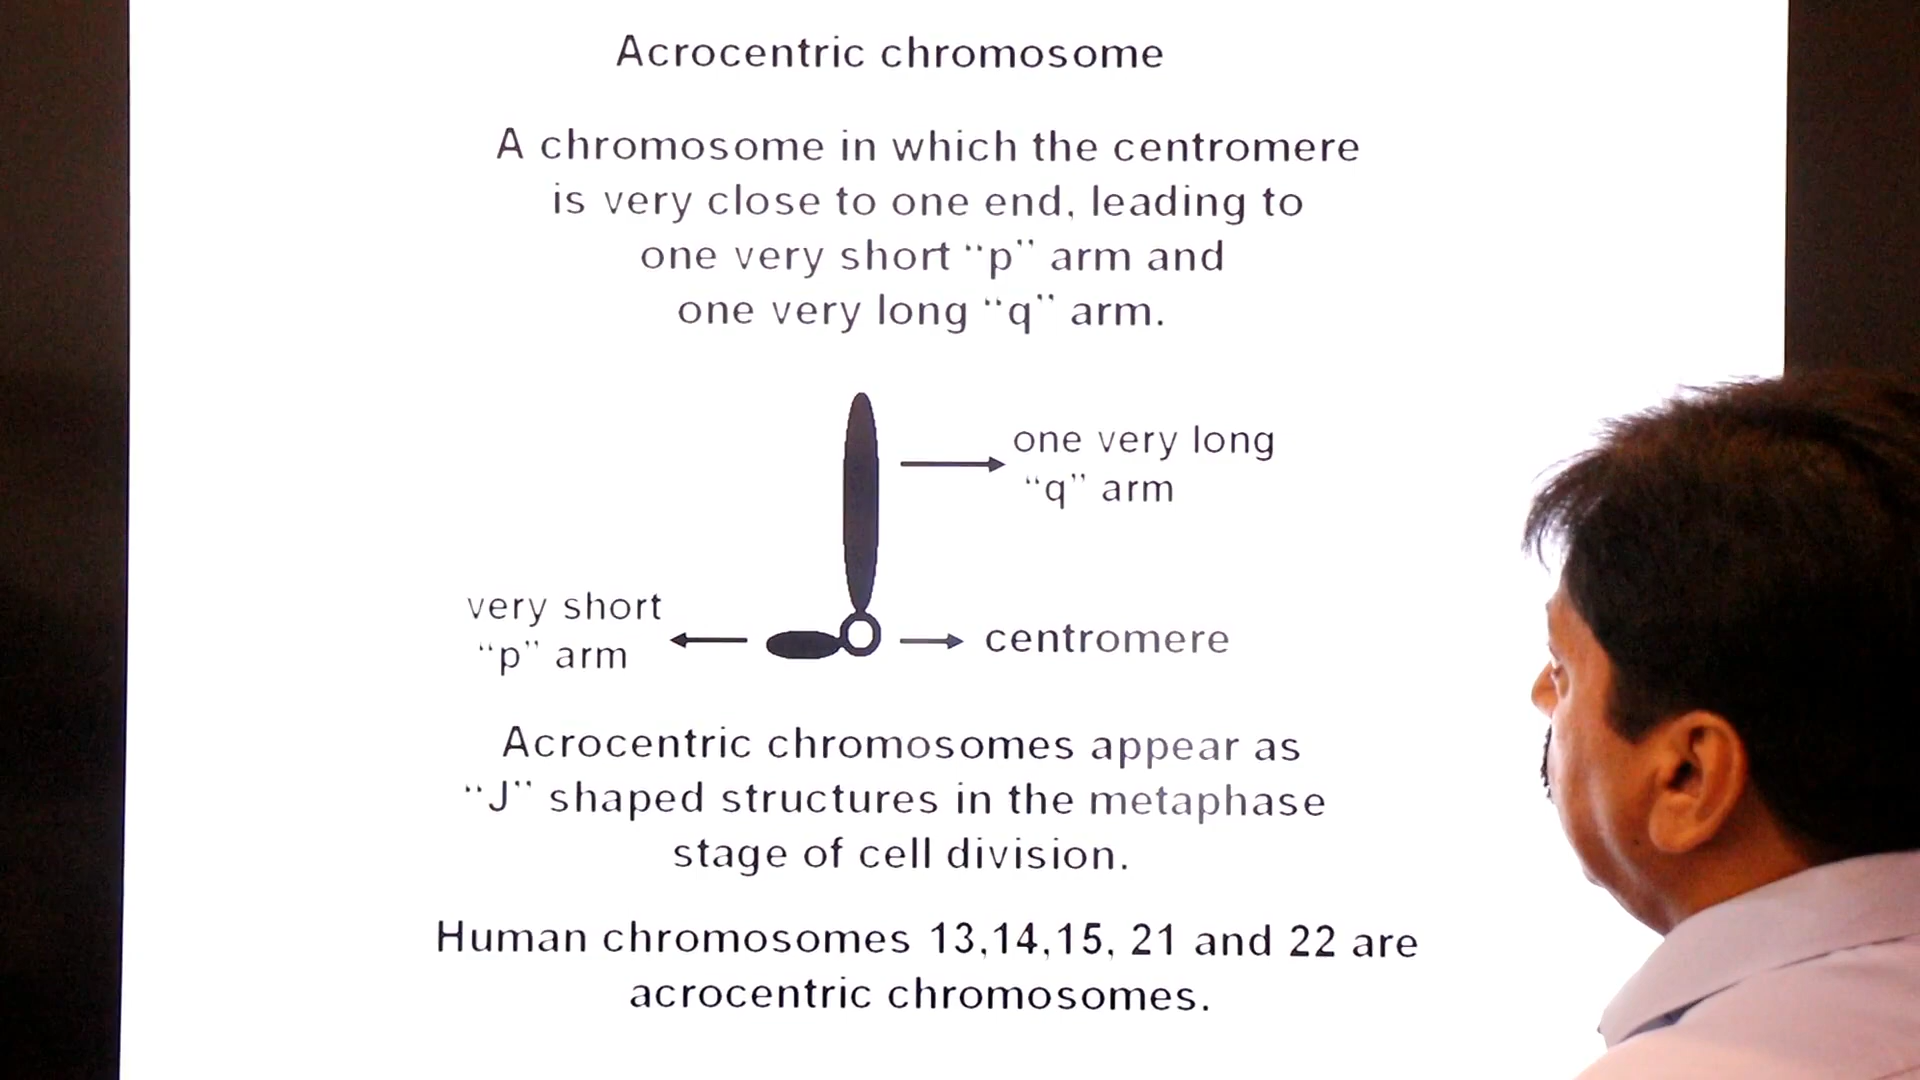 Acrocentric chromosome
A chromosome in which the centromere
is very close to one end, leading to
one very short “p” arm and
one very long “q” arm.
one very long
“q” arm
very short
“p” arm
centromere
Acrocentric chromosomes appear as
“J” shaped structures in the metaphase
stage of cell division.
Human chromosomes 13,14,15, 21 and 22 are
acrocentric chromosomes.